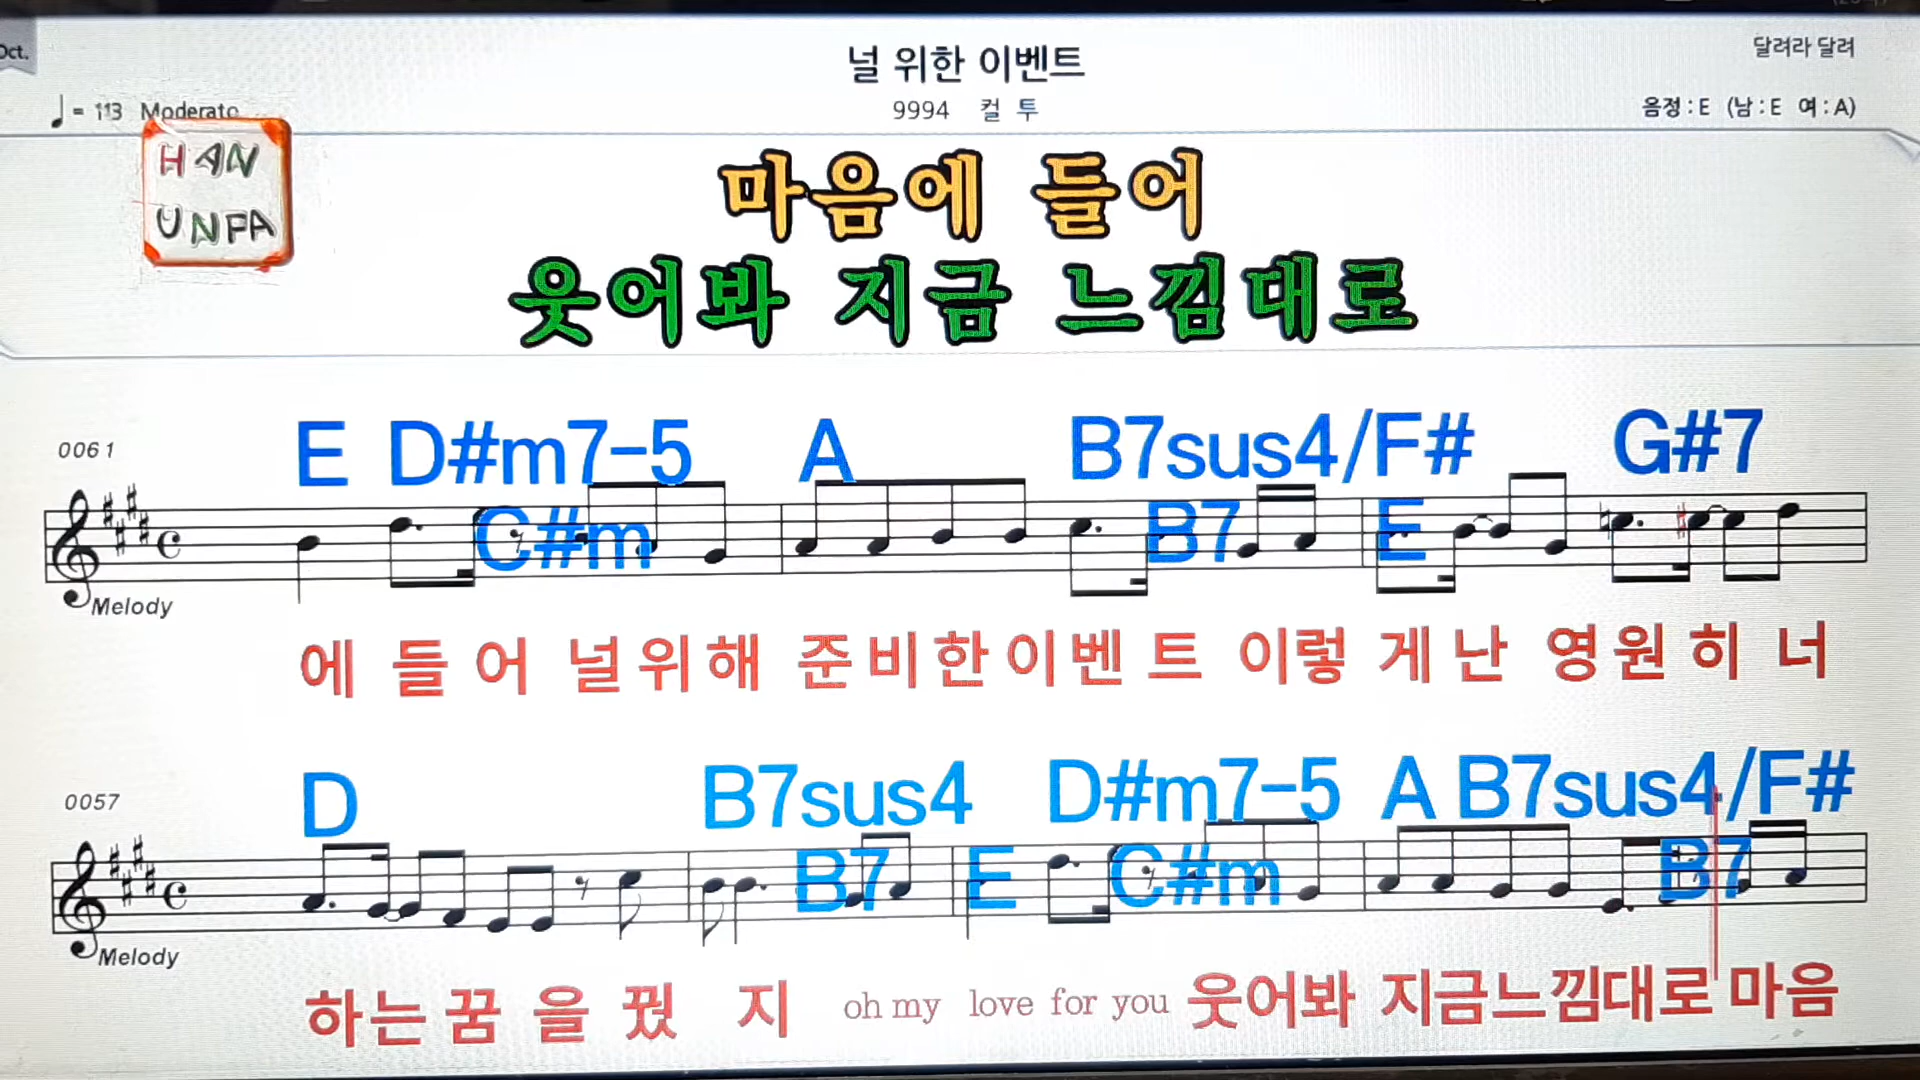 Oct.
널 위한 이벤트
달려라 달려
♩= 113 Moderato
9994 컬 투
음정 : E (남 : E 여 : A)
HAN
UNFA
마음에 들어
웃어봐 지금 느낌대로
0061
E D#m7-5 A B7sus4/F# G#7
C#m B7 E
Melody
에 들 어 널위해 준비한이벤 트 이렇 게 난 영원 히 너
0057
D B7sus4 D#m7-5 A B7sus4/F#
B7 E C#m B7
Melody
하는 꿈 을 꿨 지 oh my love for you 웃어봐 지금느낌대로 마음